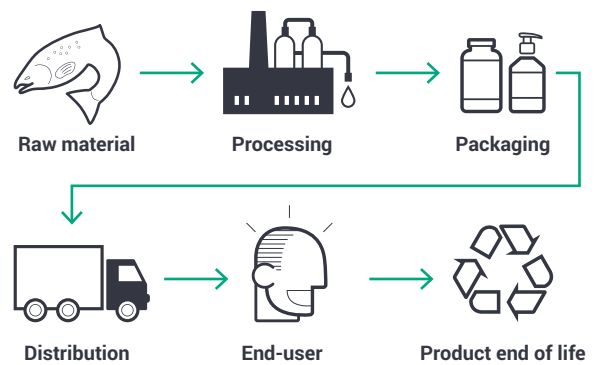 Raw material
Processing
Packaging
Distribution
End-user
Product end of life